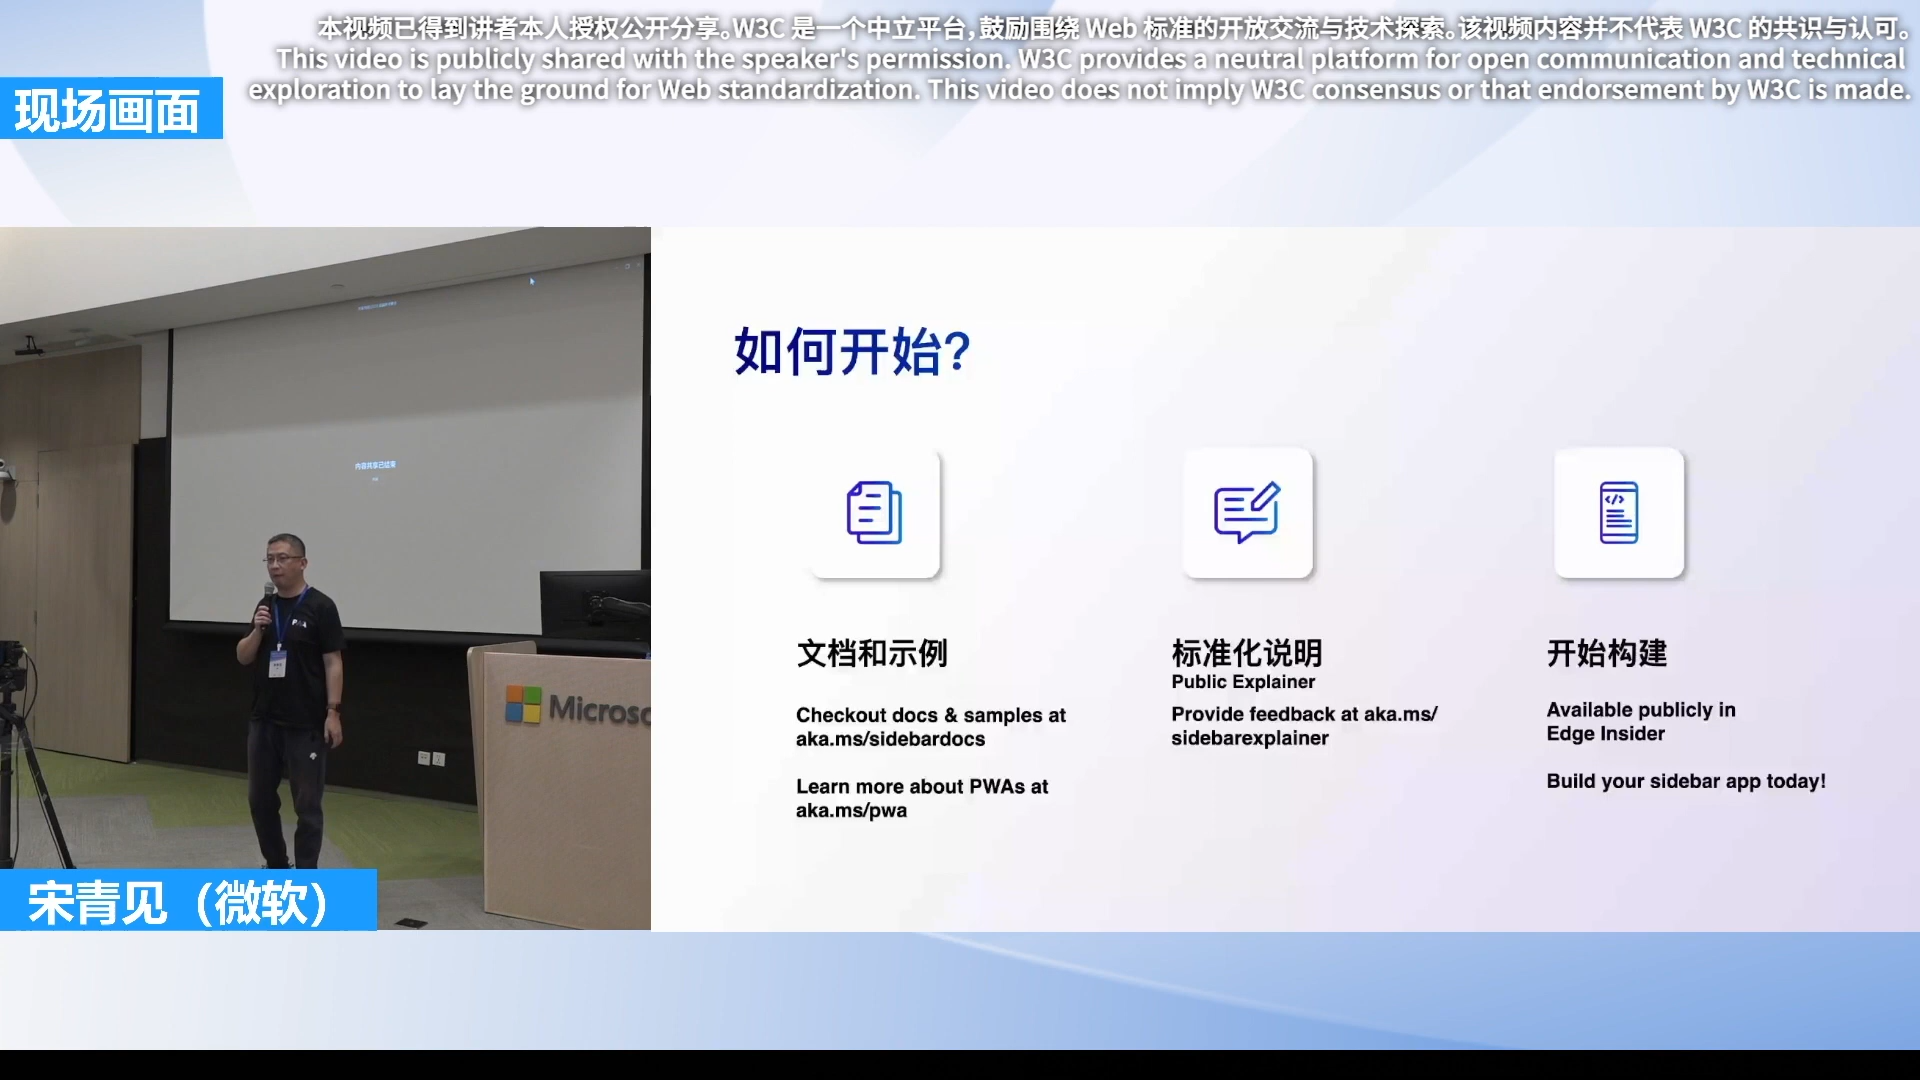 本视频已得到讲者本人授权公开分享。W3C 是一个中立平台，鼓励围绕 Web 标准的开放交流与技术探索。该视频内容并不代表 W3C 的共识与认可。
This video is publicly shared with the speaker's permission. W3C provides a neutral platform for open communication and technical
exploration to lay the ground for Web standardization. This video does not imply W3C consensus or that endorsement by W3C is made.
现场画面
内容共享已结束
PWA
Microso
宋青见（微软）
如何开始?
文档和示例
Checkout docs & samples at
aka.ms/sidebardocs
Learn more about PWAs at
aka.ms/pwa
标准化说明
Public Explainer
Provide feedback at aka.ms/
sidebarexplainer
开始构建
Available publicly in
Edge Insider
Build your sidebar app today!